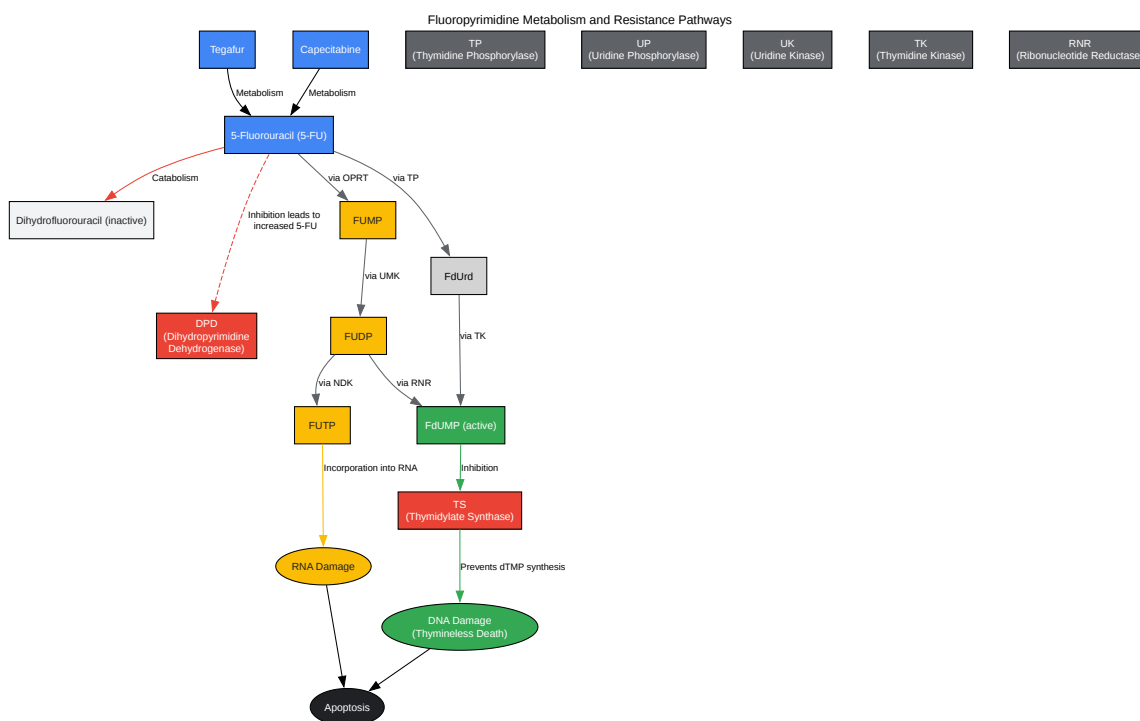 Fluoropyrimidine Metabolism and Resistance Pathways
Tegafur
Capecitabine
TP
(Thymidine Phosphorylase)
UP
(Uridine Phosphorylase)
UK
(Uridine Kinase)
TK
(Thymidine Kinase)
RNR
(Ribonucleotide Reductase
Metabolism
Metabolism
5-Fluorouracil (5-FU)
Catabolism
via OPRT
via TP
Dihydrofluorouracil (inactive)
Inhibition leads to
increased 5-FU
FUMP
via UMK
FdUrd
DPD
(Dihydropyrimidine
Dehydrogenase)
FUDP
via TK
via NDK
via RNR
FUTP
FdUMP (active)
Incorporation into RNA
Inhibition
TS
(Thymidylate Synthase)
RNA Damage
Prevents dTMP synthesis
DNA Damage
(Thymineless Death)
Apoptosis